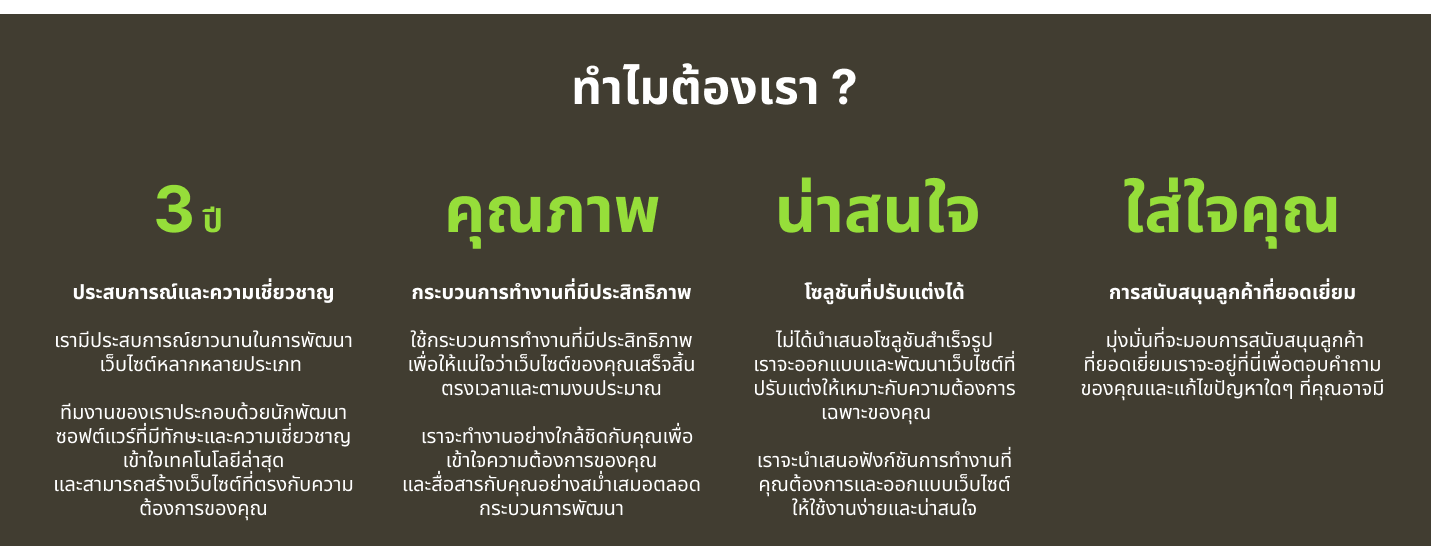 ทำไมต้องเรา ?
3 ปี
ประสบการณ์และความเชี่ยวชาญ
เรามีประสบการณ์ยาวนานในการพัฒนา
เว็บไซต์หลากหลายประเภท
ทีมงานของเราประกอบด้วยนักพัฒนา
ซอฟต์แวร์ที่มีทักษะและความเชี่ยวชาญ
เข้าใจเทคโนโลยีล่าสุด
และสามารถสร้างเว็บไซต์ที่ตรงกับความ
ต้องการของคุณ
คุณภาพ
กระบวนการทำงานที่มีประสิทธิภาพ
ใช้กระบวนการทำงานที่มีประสิทธิภาพ
เพื่อให้แน่ใจว่าเว็บไซต์ของคุณเสร็จสิ้น
ตรงเวลาและตามงบประมาณ
เราจะทำงานอย่างใกล้ชิดกับคุณเพื่อ
เข้าใจความต้องการของคุณ
และสื่อสารกับคุณอย่างสม่ำเสมอตลอด
กระบวนการพัฒนา
น่าสนใจ
โซลูชันที่ปรับแต่งได้
ไม่ได้นำเสนอโซลูชันสำเร็จรูป
เราจะออกแบบและพัฒนาเว็บไซต์ที่
ปรับแต่งให้เหมาะกับความต้องการ
เฉพาะของคุณ
เราจะนำเสนอฟังก์ชันการทำงานที่
คุณต้องการและออกแบบเว็บไซต์
ให้ใช้งานง่ายและน่าสนใจ
ใส่ใจคุณ
การสนับสนุนลูกค้าที่ยอดเยี่ยม
มุ่งมั่นที่จะมอบการสนับสนุนลูกค้า
ที่ยอดเยี่ยมเราจะอยู่ที่นี่เพื่อตอบคำถาม
ของคุณและแก้ไขปัญหาใดๆ ที่คุณอาจมี